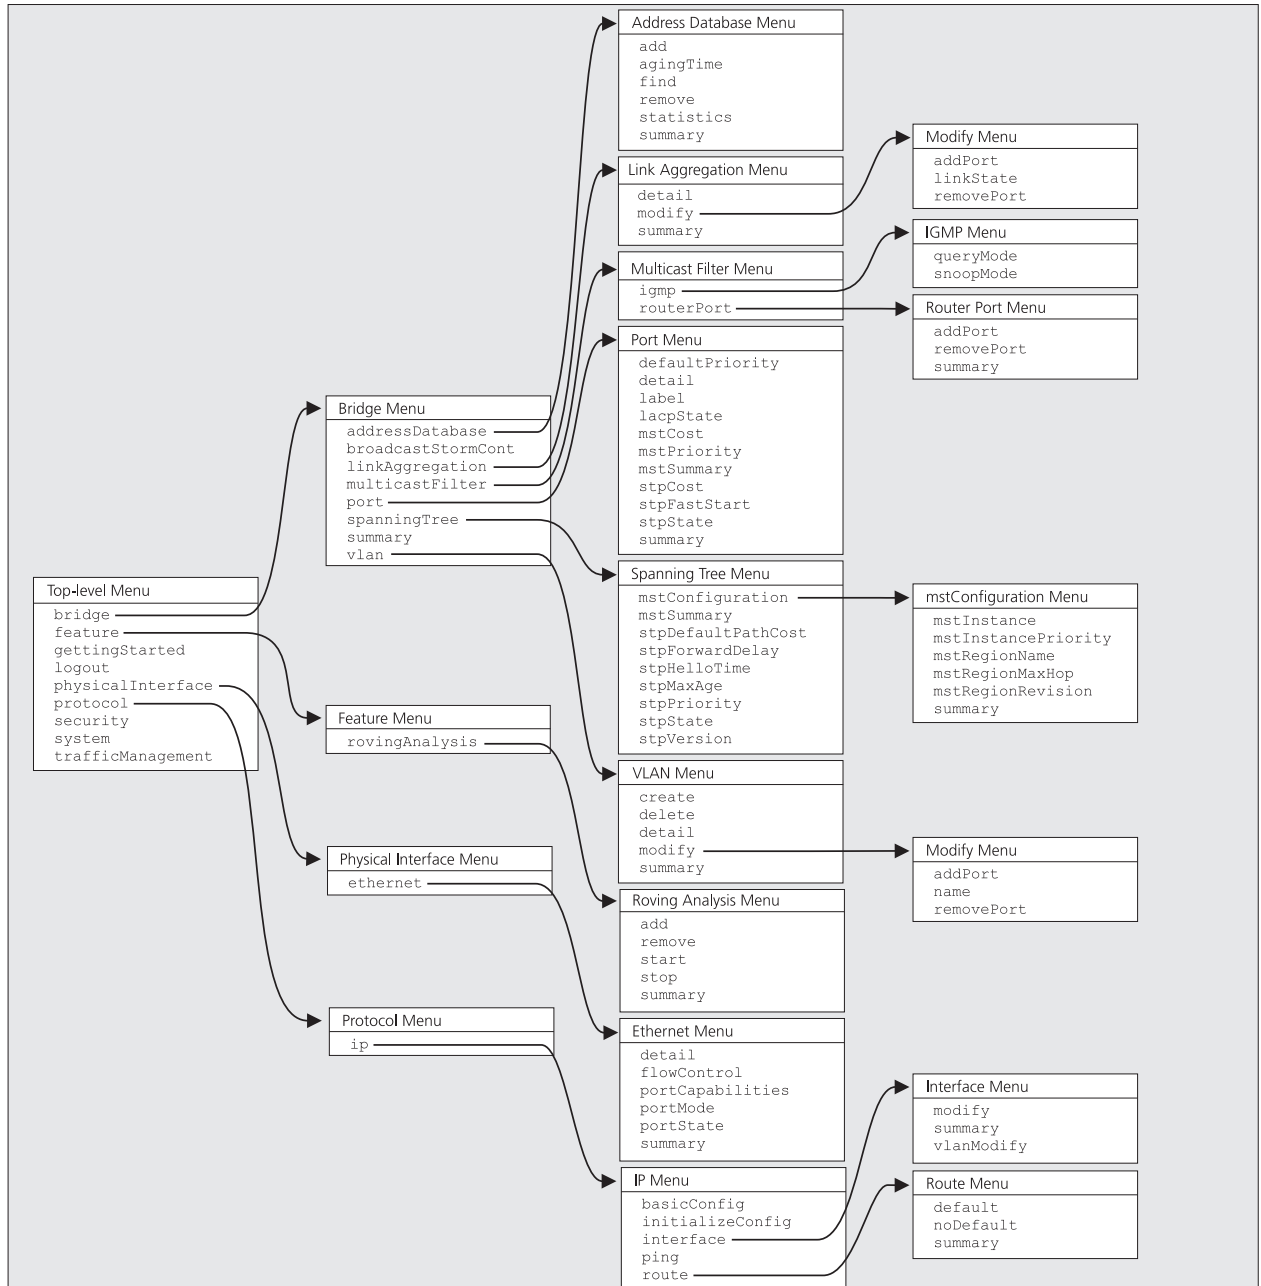 Top-level Menu
bridge
feature
gettingStarted
logout
physicalInterface
protocol
security
system
trafficManagement
Bridge Menu
addressDatabase
broadcastStormCont
linkAggregation
multicastFilter
port
spanningTree
summary
vlan
Feature Menu
rovingAnalysis
Physical Interface Menu
ethernet
Protocol Menu
ip
Address Database Menu
add
agingTime
find
remove
statistics
summary
Link Aggregation Menu
detail
modify
summary
Multicast Filter Menu
igmp
routerPort
Port Menu
defaultPriority
detail
label
lacpState
mstCost
mstPriority
mstSummary
stpCost
stpFastStart
stpState
summary
Spanning Tree Menu
mstConfiguration
mstSummary
stpDefaultPathCost
stpForwardDelay
stpHelloTime
stpMaxAge
stpPriority
stpState
stpVersion
VLAN Menu
create
delete
detail
modify
summary
Roving Analysis Menu
add
remove
start
stop
summary
Ethernet Menu
detail
flowControl
portCapabilities
portMode
portState
summary
IP Menu
basicConfig
initializeConfig
interface
ping
route
Modify Menu
addPort
linkState
removePort
IGMP Menu
queryMode
snoopMode
Router Port Menu
addPort
removePort
summary
mstConfiguration Menu
mstInstance
mstInstancePriority
mstRegionName
mstRegionMaxHop
mstRegionRevision
summary
Modify Menu
addPort
name
removePort
Interface Menu
modify
summary
vlanModify
Route Menu
default
noDefault
summary